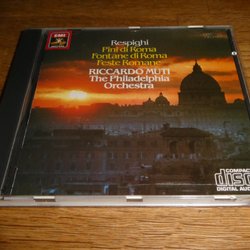 EMI
Respighi
Pini di Roma
Fontane di Roma
Feste Romane
RICCARDO MUTI
The Philadelphia
Orchestra
COMPACT
disc
DIGITAL AUDIO